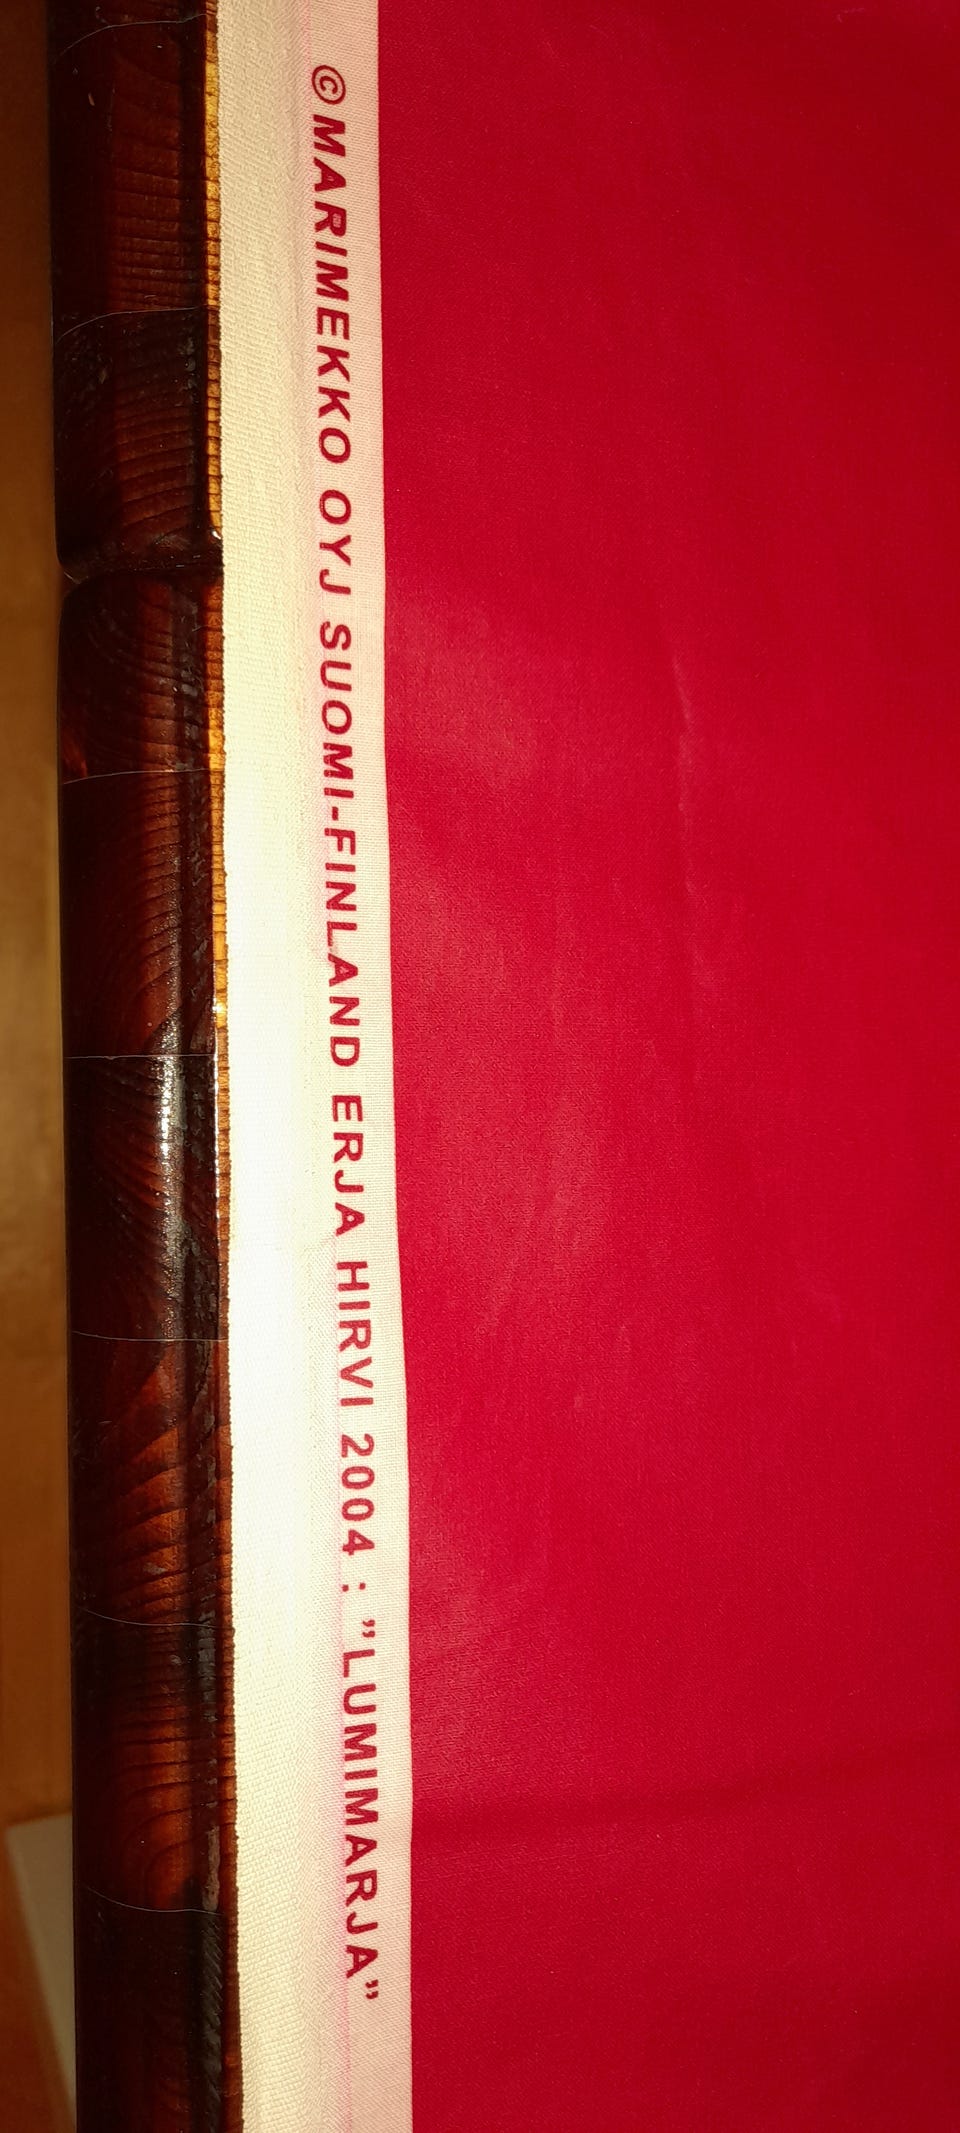 ©MARIMEKKO OYJ SUOMI-FINLAND ERJA HIRVI 2004 : ”LUMIMARJA”